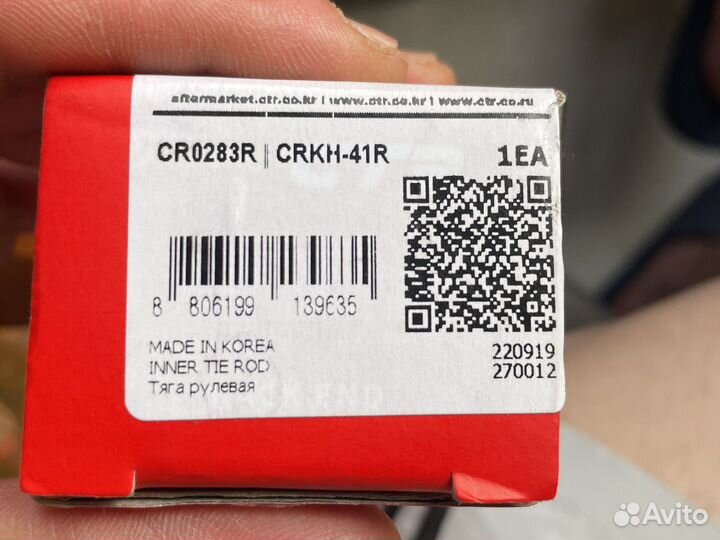 aftermarket.ctr.co.kr | www.ctr.co.kr | www.ctr.co.ru
CR0283R | CRKH-41R 1EA
8 806199 139635
220919
270012
MADE IN KOREA
INNER TIE ROD
Тяга рулевая
Avito